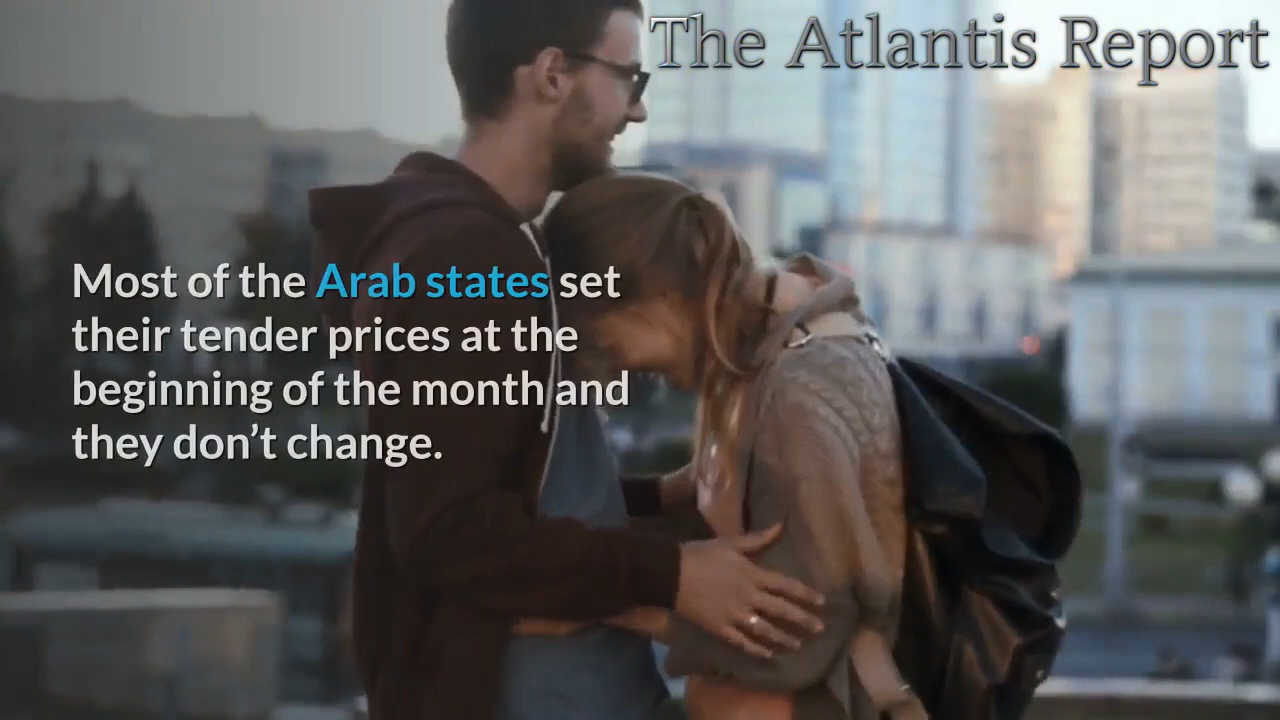 The Atlantis Report
Most of the Arab states set
their tender prices at the
beginning of the month and
they don’t change.